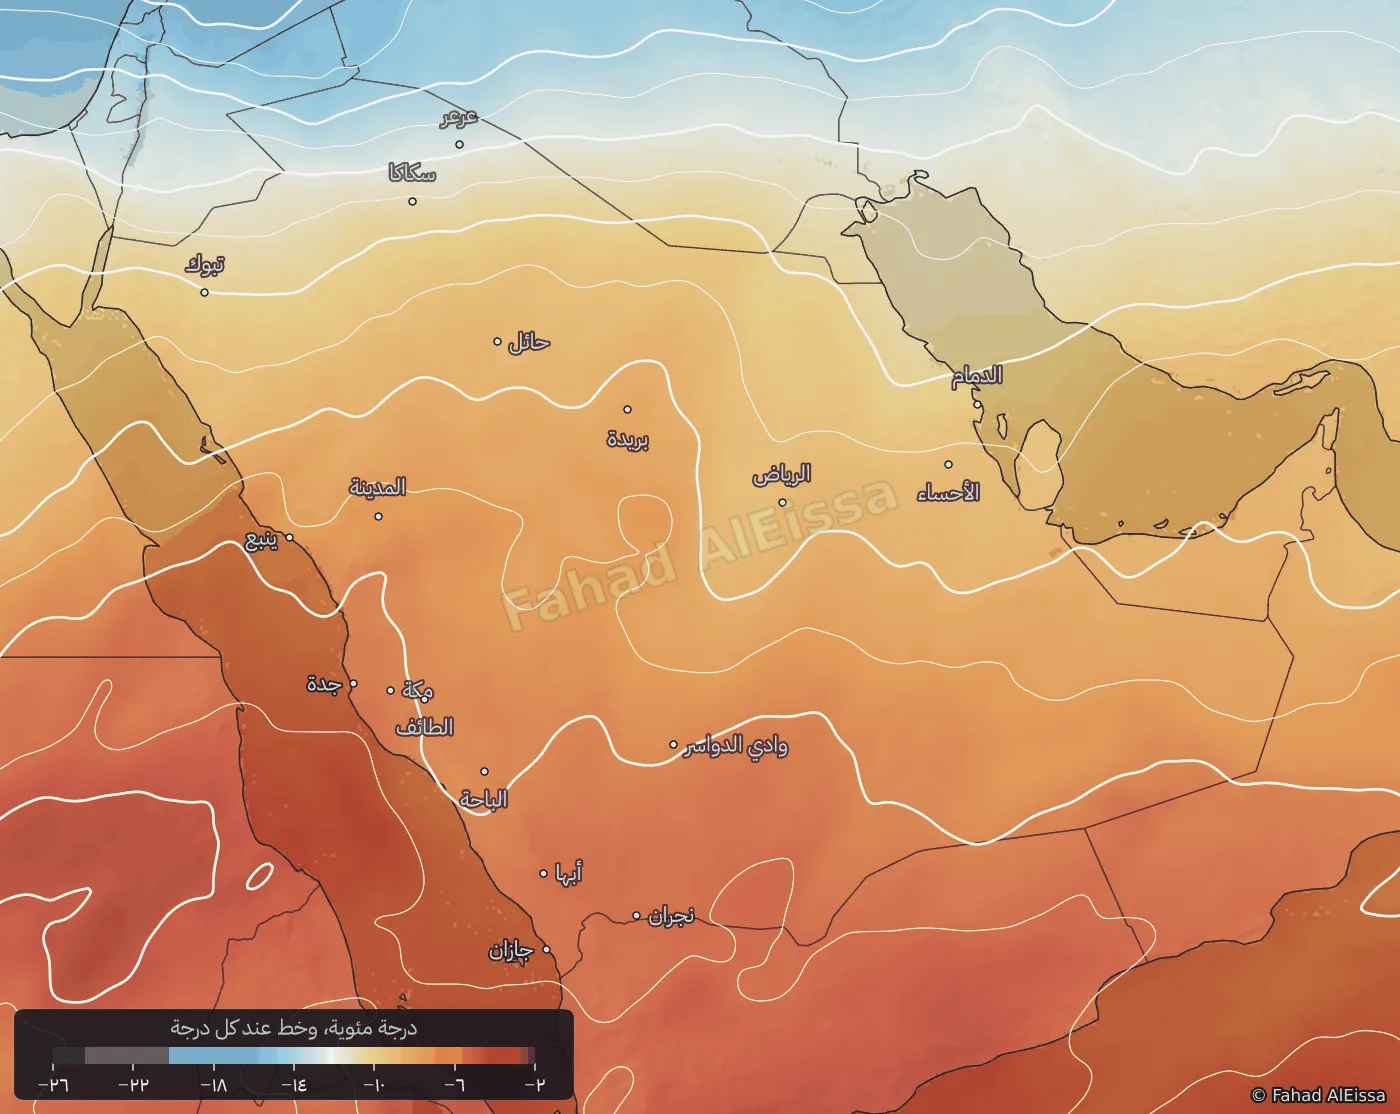 عرعر
سكاكا
تبوك
حائل
الدمام
بريدة
الرياض
الأحساء
المدينة
ينبع
Fahad AlEissa
جدة
مكة
الطائف
وادي الدواسر
الباحة
أبها
نجران
جازان
درجة مئوية، وخط عند كل درجة
−٢٦ −٢٢ −١٨ −١٤ −١٠ −٦ −٢
© Fahad AlEissa